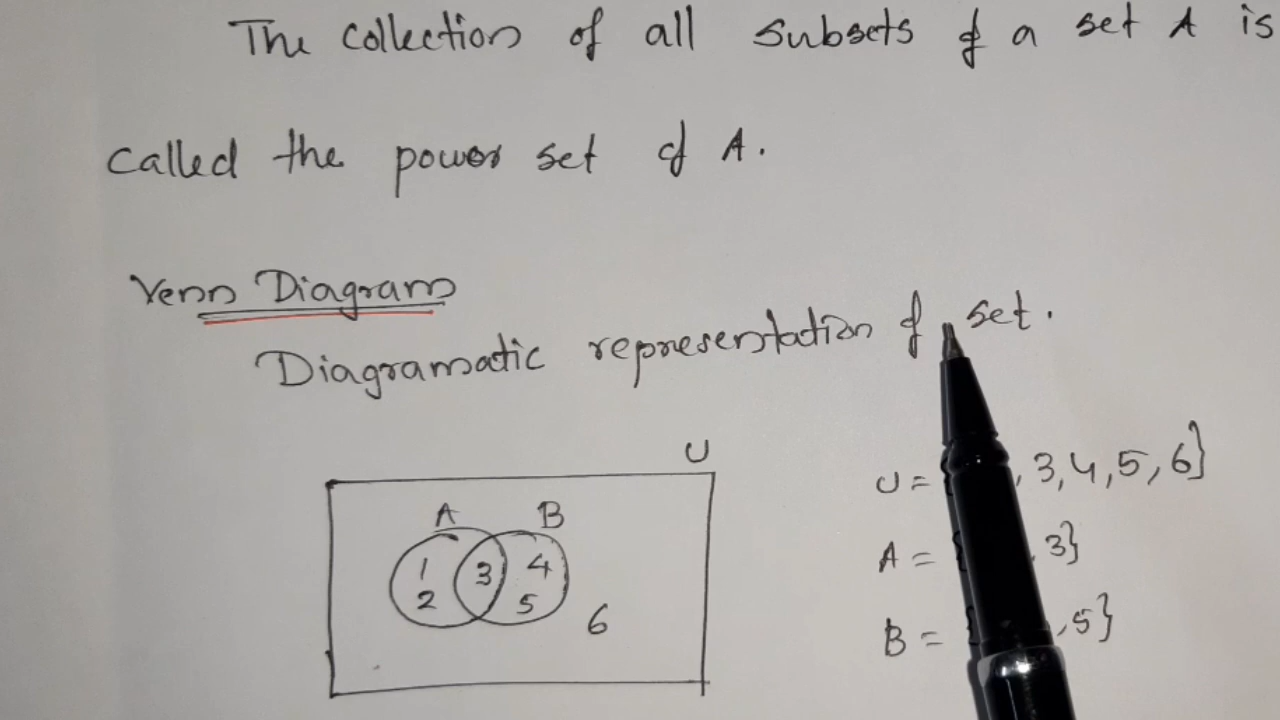 The collection of all subsets of a set A is
called the power set of A.
Venn Diagram
Diagramatic representation of set.
U
A B
1 3 4
2 5
6
U = { , 3, 4, 5, 6}
A = { , 3}
B = { , 5}